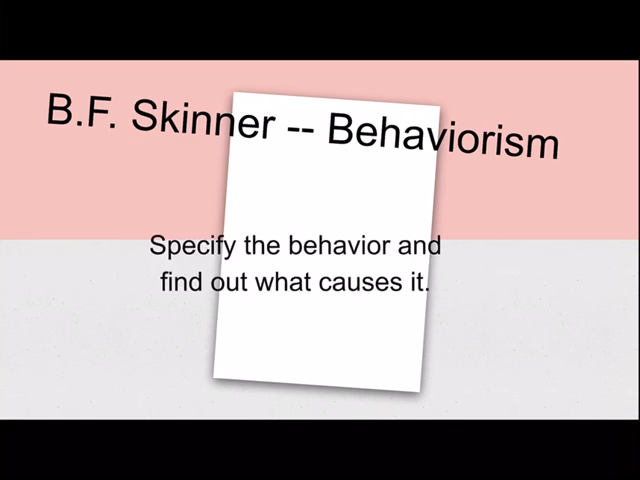 B.F. Skinner -- Behaviorism
Specify the behavior and
find out what causes it.